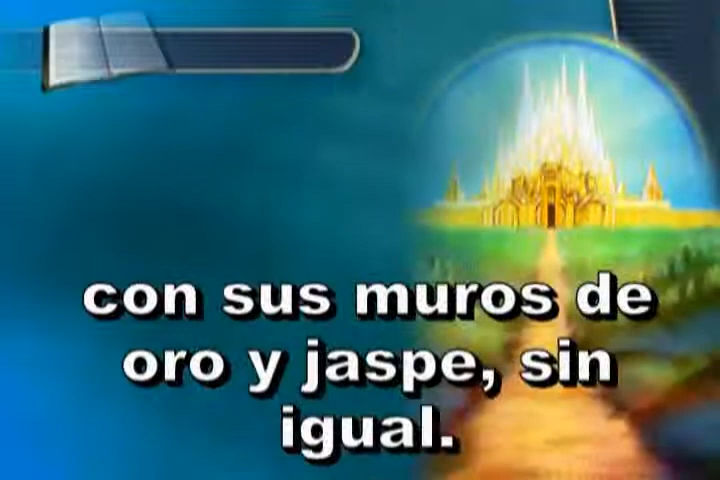 con sus muros de
oro y jaspe, sin
igual.